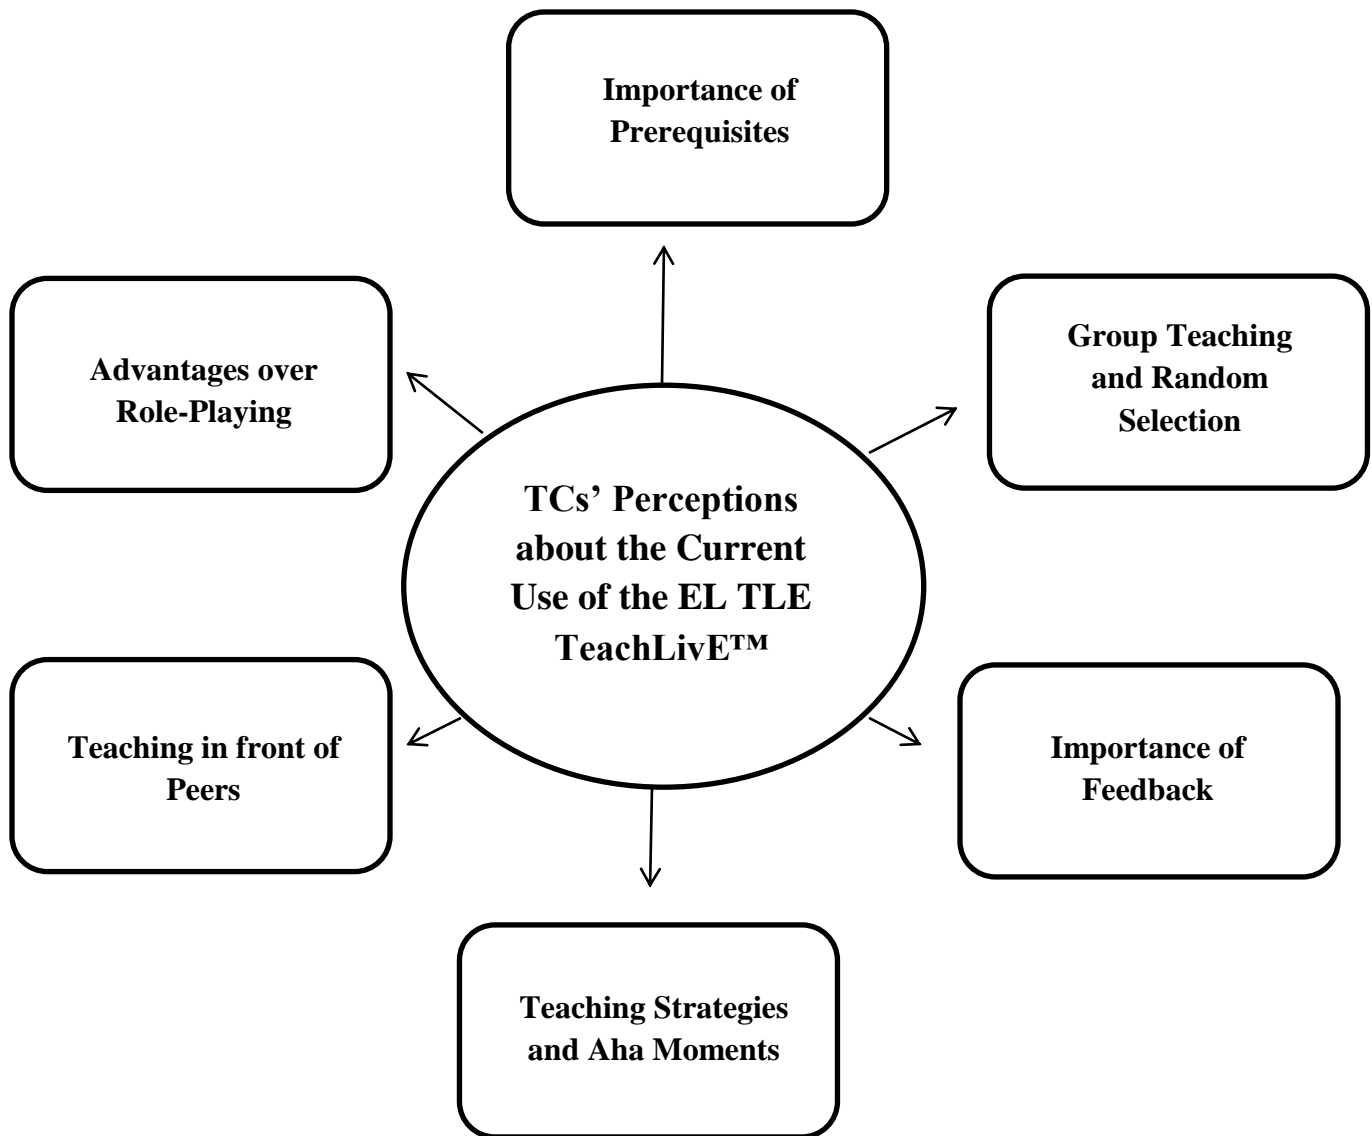 Importance of
Prerequisites
Group Teaching
and Random
Selection
Advantages over
Role-Playing
TCs’ Perceptions
about the Current
Use of the EL TLE
TeachLivE™
Teaching in front of
Peers
Importance of
Feedback
Teaching Strategies
and Aha Moments